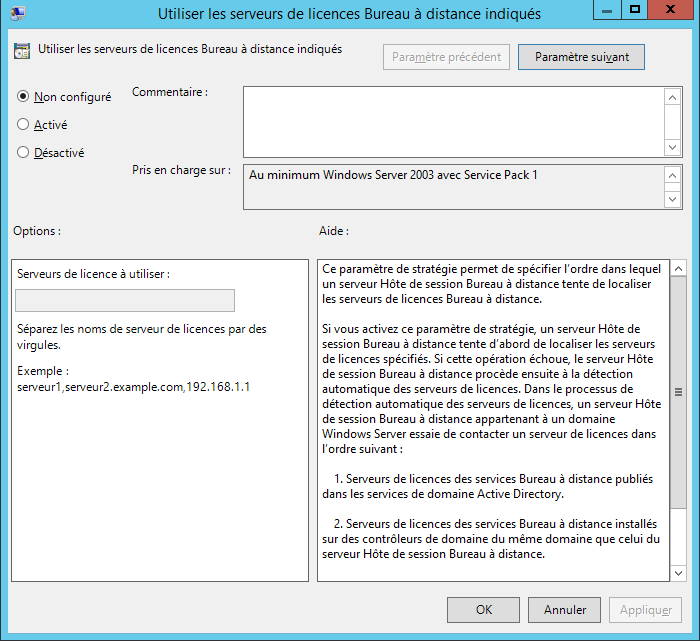 Utiliser les serveurs de licences Bureau à distance indiqués
Utiliser les serveurs de licences Bureau à distance indiqués
Paramètre précédent
Paramètre suivant
Non configuré
Commentaire :
Activé
Désactivé
Pris en charge sur :
Au minimum Windows Server 2003 avec Service Pack 1
Options :
Aide :
Serveurs de licence à utiliser :
Séparez les noms de serveur de licences par des
virgules.
Exemple :
serveur1,serveur2.example.com,192.168.1.1
Ce paramètre de stratégie permet de spécifier l'ordre dans lequel
un serveur Hôte de session Bureau à distance tente de localiser
les serveurs de licences Bureau à distance.
Si vous activez ce paramètre de stratégie, un serveur Hôte de
session Bureau à distance tente d'abord de localiser les serveurs
de licences spécifiés. Si cette opération échoue, le serveur Hôte
de session Bureau à distance procède ensuite à la détection
automatique des serveurs de licences. Dans le processus de
détection automatique des serveurs de licences, un serveur Hôte
de session Bureau à distance appartenant à un domaine
Windows Server essaie de contacter un serveur de licences dans
l'ordre suivant :
1. Serveurs de licences des services Bureau à distance publiés
dans les services de domaine Active Directory.
2. Serveurs de licences des services Bureau à distance installés
sur des contrôleurs de domaine du même domaine que celui du
serveur Hôte de session Bureau à distance.
OK
Annuler
Appliquer